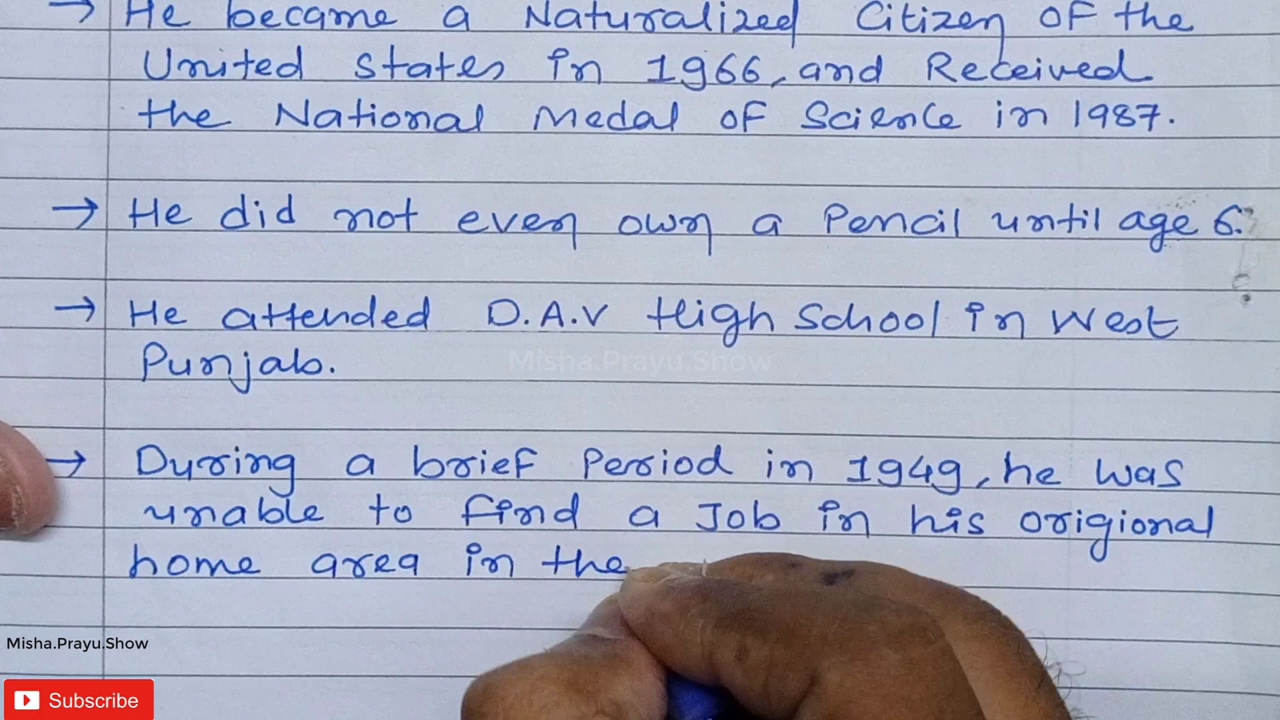 → He became a Naturalized Citizen of the
United States in 1966, and Received
the National Medal of Science in 1987.
→ He did not even own a Pencil until age 6.
→ He attended D.A.V High School in West
Punjab.
Misha.Prayu.Show
→ During a brief Period in 1949, he was
unable to find a Job in his origional
home area in the
Misha.Prayu.Show
Subscribe